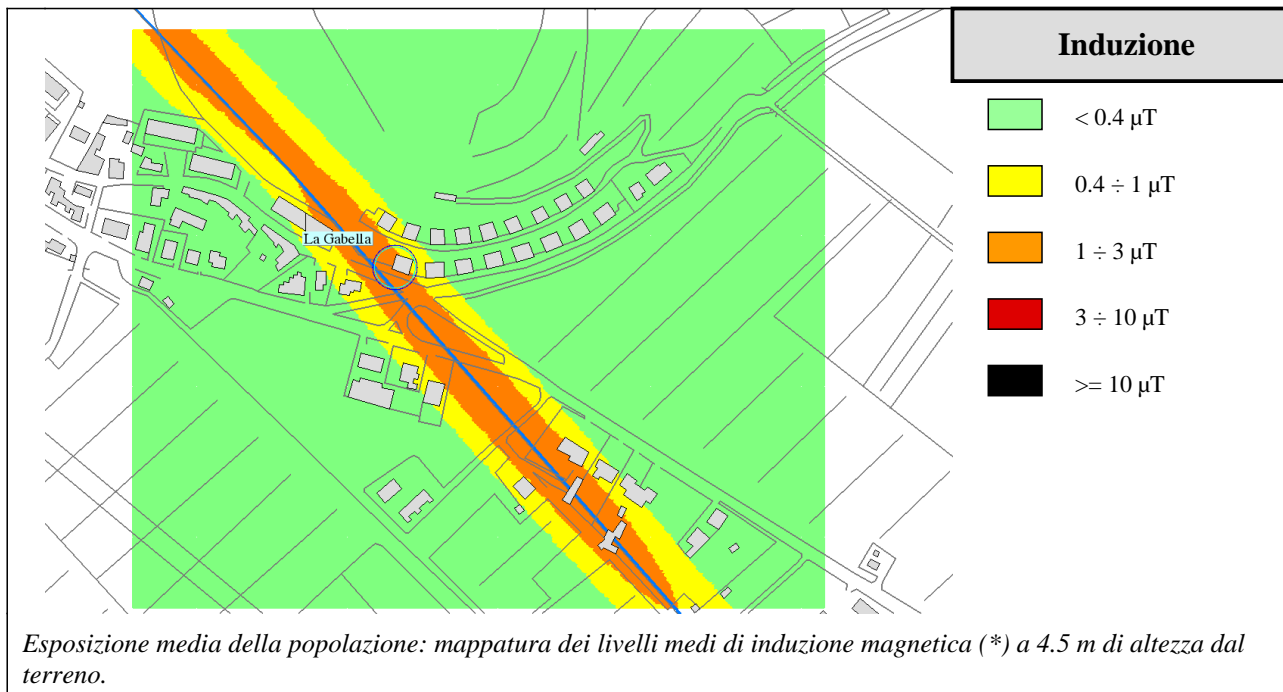 Induzione
< 0.4 µT
0.4 ÷ 1 µT
1 ÷ 3 µT
3 ÷ 10 µT
>= 10 µT
La Gabella
Esposizione media della popolazione: mappatura dei livelli medi di induzione magnetica (*) a 4.5 m di altezza dal
terreno.